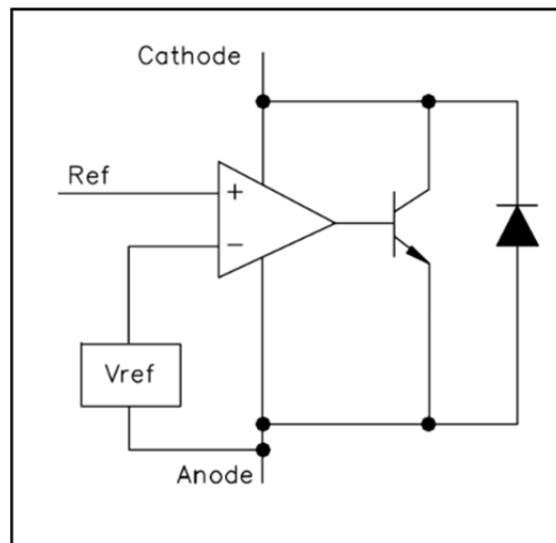 Cathode
Ref
+
−
Vref
Anode